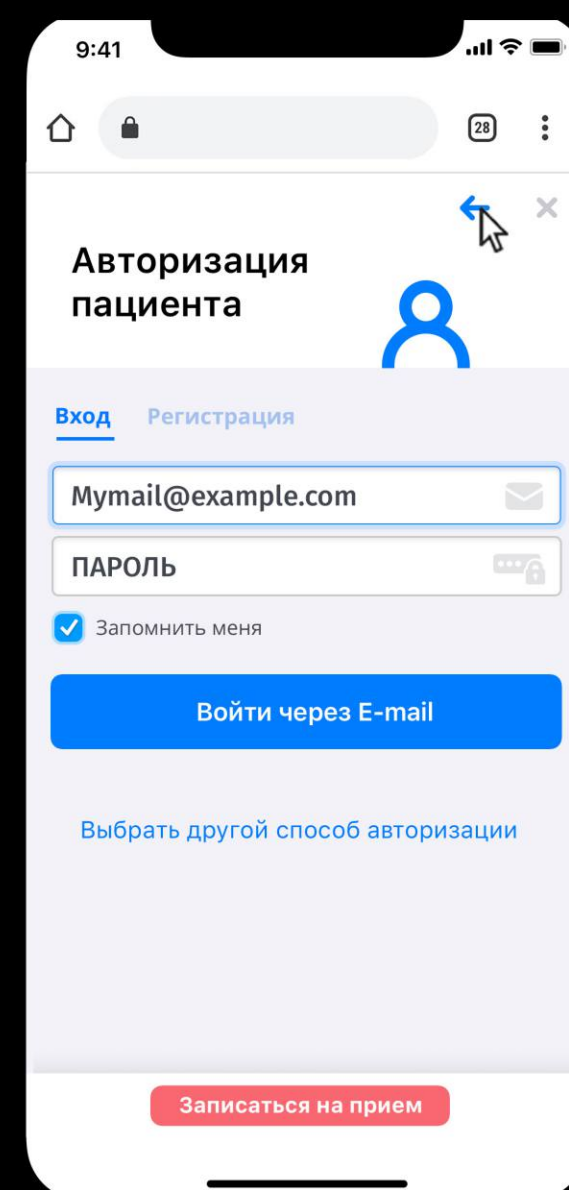 9:41
28
Авторизация
пациента
Вход Регистрация
Mymail@example.com
ПАРОЛЬ
Запомнить меня
Войти через E-mail
Выбрать другой способ авторизации
Записаться на прием